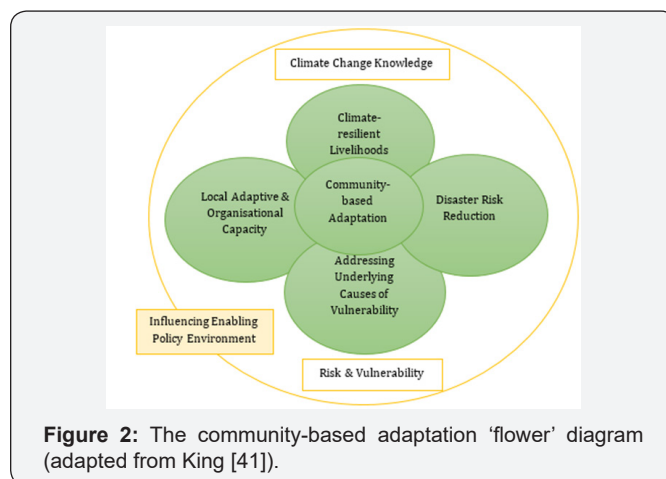 Climate Change Knowledge
Climate-
resilient
Livelihoods
Local Adaptive &
Organisational
Capacity
Community-
based
Adaptation
Disaster Risk
Reduction
Addressing
Underlying
Causes of
Vulnerability
Influencing Enabling
Policy Environment
Risk & Vulnerability
Figure 2: The community-based adaptation ‘flower’ diagram
(adapted from King [41]).